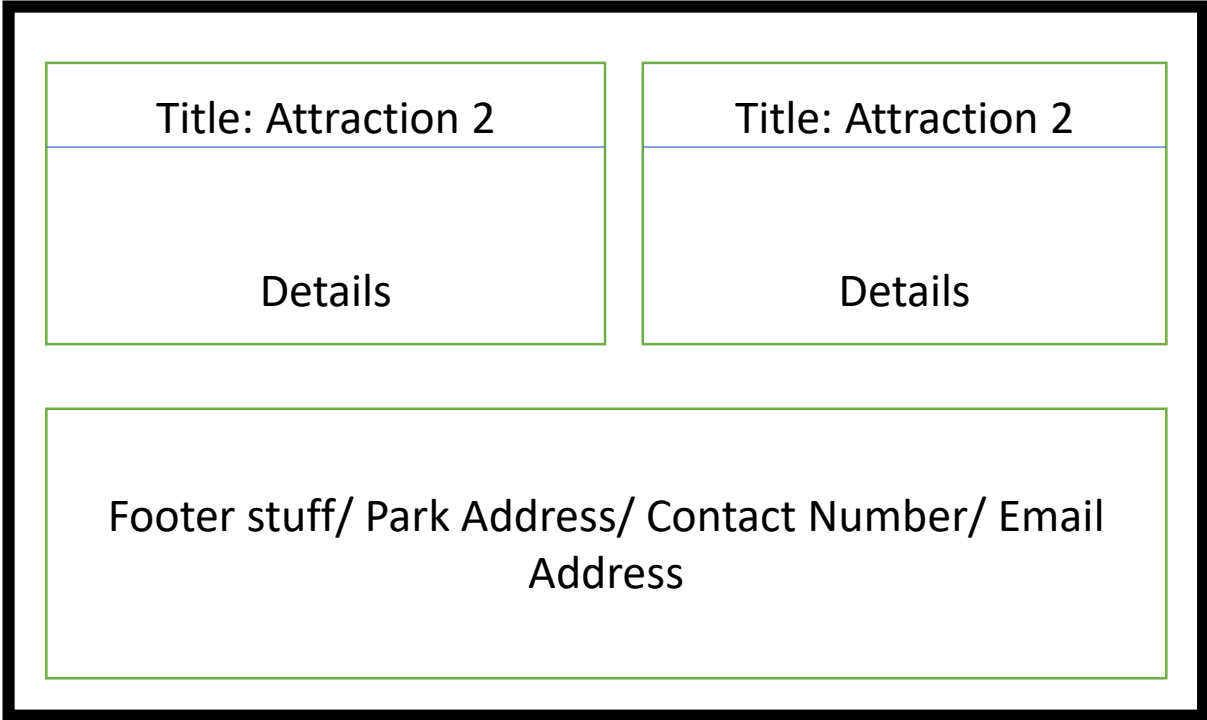 Title: Attraction 2
Title: Attraction 2
Details
Details
Footer stuff/ Park Address/ Contact Number/ Email
Address